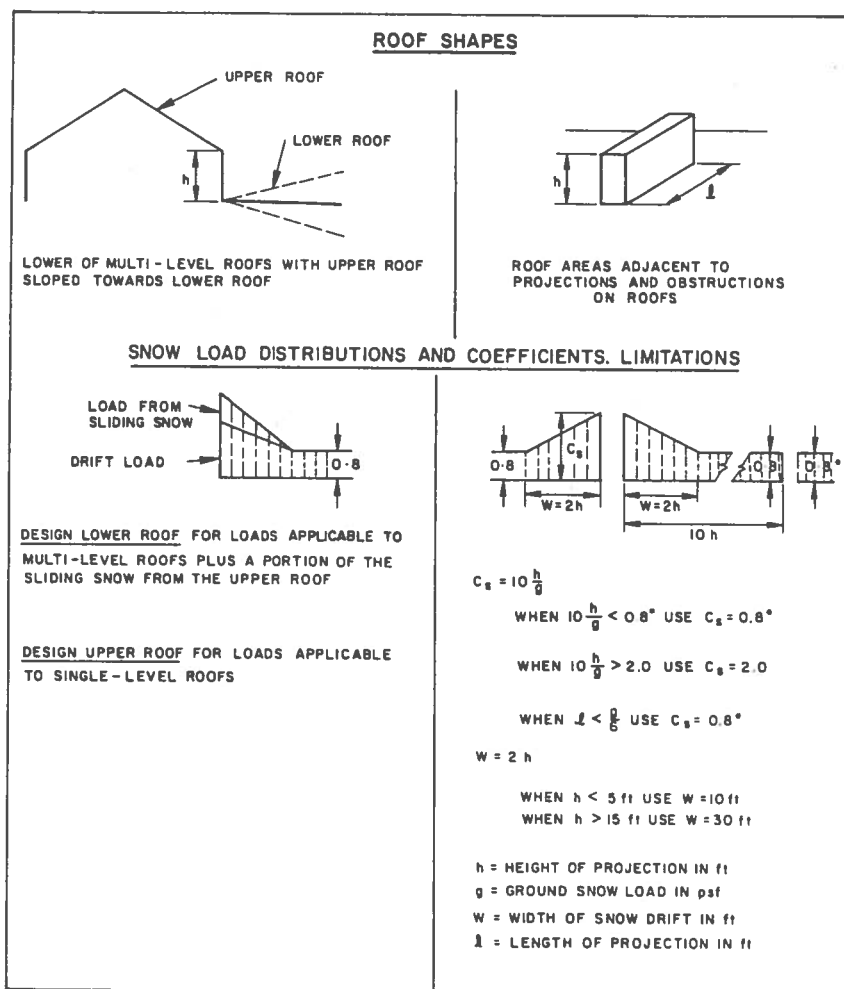 ROOF SHAPES
UPPER ROOF
LOWER ROOF
h
LOWER OF MULTI-LEVEL ROOFS WITH UPPER ROOF
SLOPED TOWARDS LOWER ROOF
h
l
ROOF AREAS ADJACENT TO
PROJECTIONS AND OBSTRUCTIONS
ON ROOFS
SNOW LOAD DISTRIBUTIONS AND COEFFICIENTS. LIMITATIONS
LOAD FROM
SLIDING SNOW
DRIFT LOAD
0.8
DESIGN LOWER ROOF FOR LOADS APPLICABLE TO
MULTI-LEVEL ROOFS PLUS A PORTION OF THE
SLIDING SNOW FROM THE UPPER ROOF
DESIGN UPPER ROOF FOR LOADS APPLICABLE
TO SINGLE-LEVEL ROOFS
0.8
Cs
0.8
0.8*
W=2h
W=2h
10 h
Cs = 10 h/g
WHEN 10 h/g < 0.8* USE Cs = 0.8*
WHEN 10 h/g > 2.0 USE Cs = 2.0
WHEN l < g/6 USE Cs = 0.8*
W = 2 h
WHEN h < 5 ft USE W = 10 ft
WHEN h > 15 ft USE W = 30 ft
h = HEIGHT OF PROJECTION IN ft
g = GROUND SNOW LOAD IN psf
W = WIDTH OF SNOW DRIFT IN ft
l = LENGTH OF PROJECTION IN ft